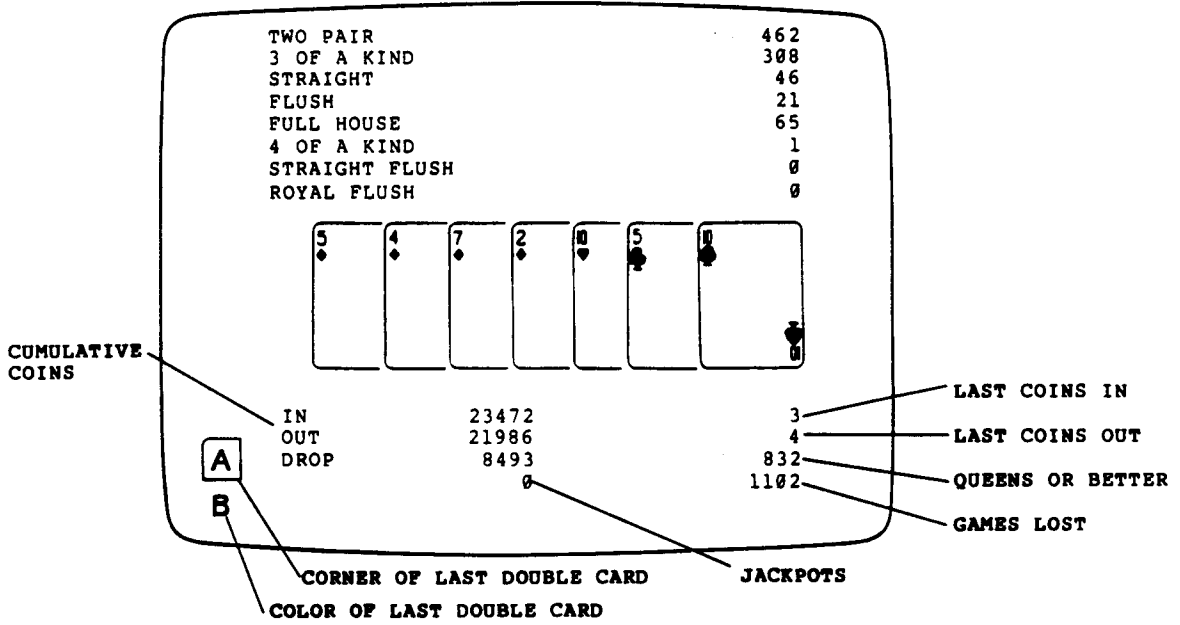 TWO PAIR 462
3 OF A KIND 308
STRAIGHT 46
FLUSH 21
FULL HOUSE 65
4 OF A KIND 1
STRAIGHT FLUSH 0
ROYAL FLUSH 0
5 4 7 2 10 5 10
10
CUMULATIVE
COINS
IN 23472 3
OUT 21986 4
DROP 8493 832
0 1102
LAST COINS IN
LAST COINS OUT
QUEENS OR BETTER
GAMES LOST
A
B
CORNER OF LAST DOUBLE CARD
JACKPOTS
COLOR OF LAST DOUBLE CARD